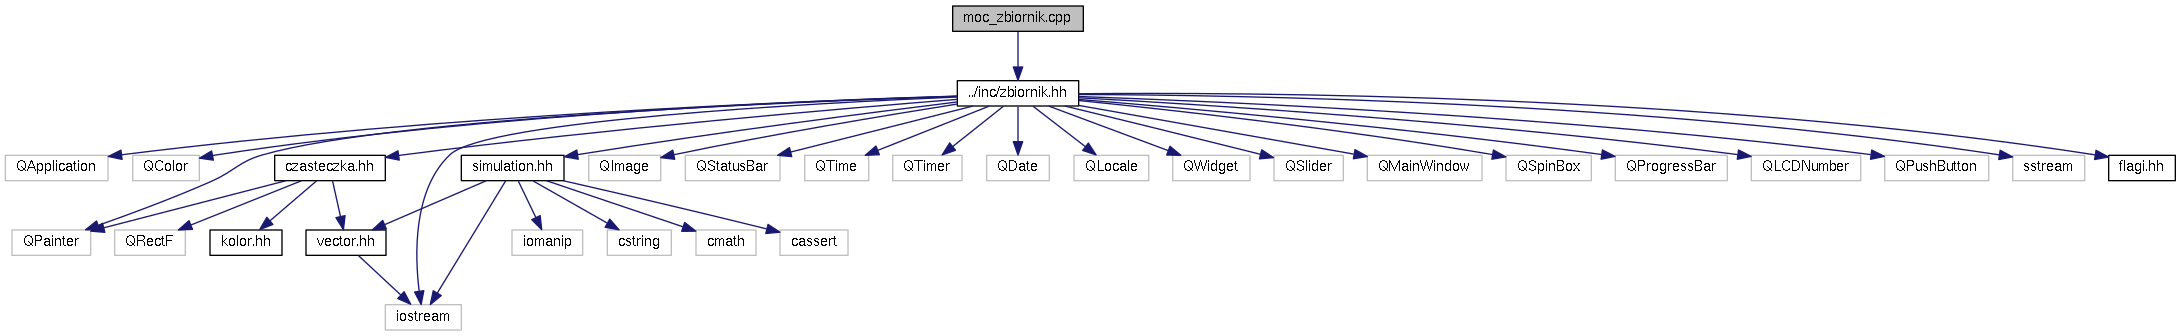 moc_zbiornik.cpp
../inc/zbiornik.hh
QApplication
QColor
czasteczka.hh
simulation.hh
QImage
QStatusBar
QTime
QTimer
QDate
QLocale
QWidget
QSlider
QMainWindow
QSpinBox
QProgressBar
QLCDNumber
QPushButton
sstream
flagi.hh
QPainter
QRectF
kolor.hh
vector.hh
iomanip
cstring
cmath
cassert
iostream